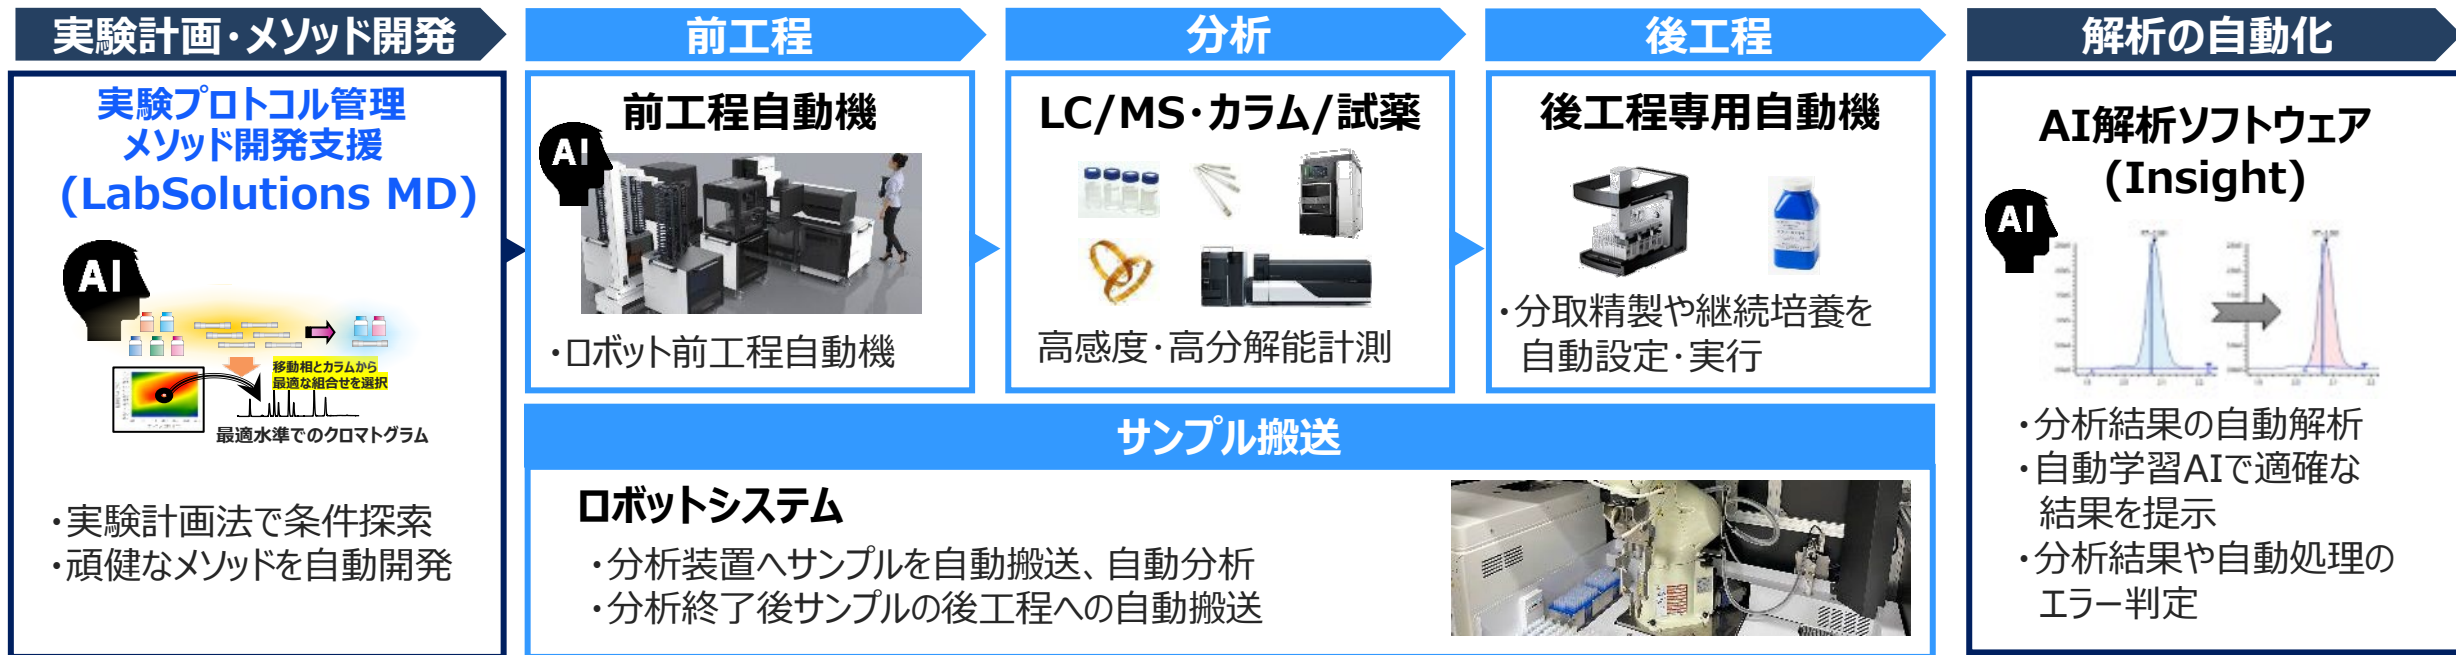 実験計画・メソッド開発
前工程
分析
後工程
解析の自動化
実験プロトコル管理
メソッド開発支援
(LabSolutions MD)
AI
移動相とカラムから
最適な組合せを選択
最適水準でのクロマトグラム
・実験計画法で条件探索
・頑健なメソッドを自動開発
前工程自動機
AI
・ロボット前工程自動機
LC/MS・カラム/試薬
高感度・高分解能計測
後工程専用自動機
・分取精製や継続培養を
自動設定・実行
サンプル搬送
ロボットシステム
・分析装置へサンプルを自動搬送、自動分析
・分析終了後サンプルの後工程への自動搬送
AI解析ソフトウェア
(Insight)
AI
・分析結果の自動解析
・自動学習AIで適確な
結果を提示
・分析結果や自動処理の
エラー判定